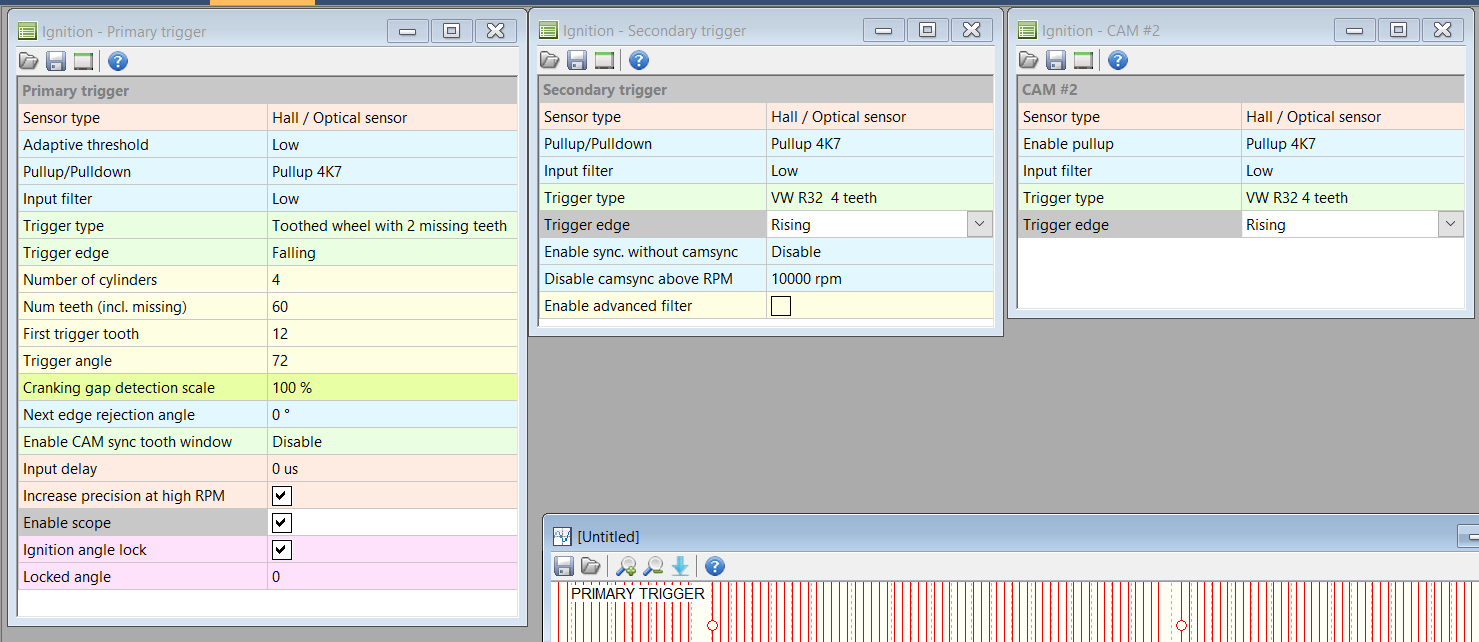 Ignition - Primary trigger
Primary trigger
Sensor type Hall / Optical sensor
Adaptive threshold Low
Pullup/Pulldown Pullup 4K7
Input filter Low
Trigger type Toothed wheel with 2 missing teeth
Trigger edge Falling
Number of cylinders 4
Num teeth (incl. missing) 60
First trigger tooth 12
Trigger angle 72
Cranking gap detection scale 100 %
Next edge rejection angle 0 °
Enable CAM sync tooth window Disable
Input delay 0 us
Increase precision at high RPM
Enable scope
Ignition angle lock
Locked angle 0
Ignition - Secondary trigger
Secondary trigger
Sensor type Hall / Optical sensor
Pullup/Pulldown Pullup 4K7
Input filter Low
Trigger type VW R32 4 teeth
Trigger edge Rising
Enable sync. without camsync Disable
Disable camsync above RPM 10000 rpm
Enable advanced filter
Ignition - CAM #2
CAM #2
Sensor type Hall / Optical sensor
Enable pullup Pullup 4K7
Input filter Low
Trigger type VW R32 4 teeth
Trigger edge Rising
[Untitled]
PRIMARY TRIGGER